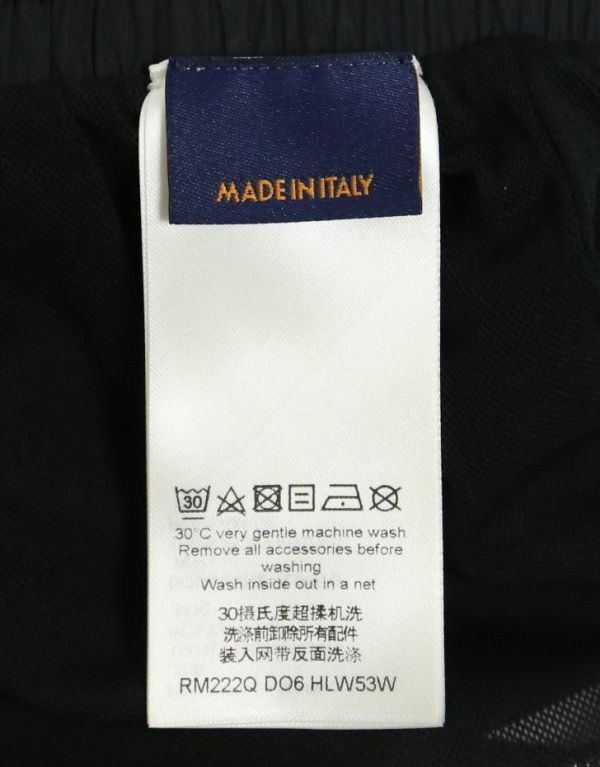 MADE IN ITALY
30
30°C very gentle machine wash
Remove all accessories before
washing
Wash inside out in a net
30摄氏度超揉机洗
洗涤前卸除所有配件
装入网带反面洗涤
RM222Q DO6 HLW53W